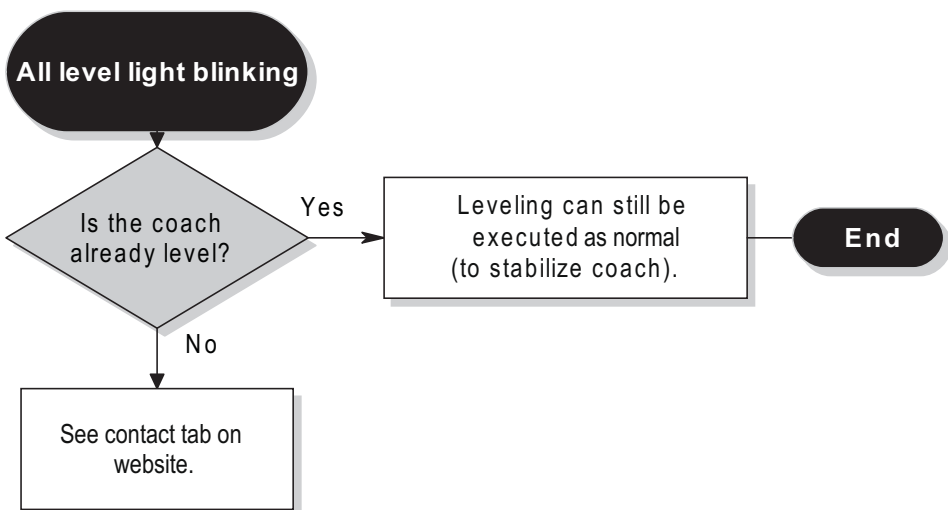 All level light blinking
Is the coach
already level?
Yes
Leveling can still be
executed as normal
(to stabilize coach).
End
No
See contact tab on
website.